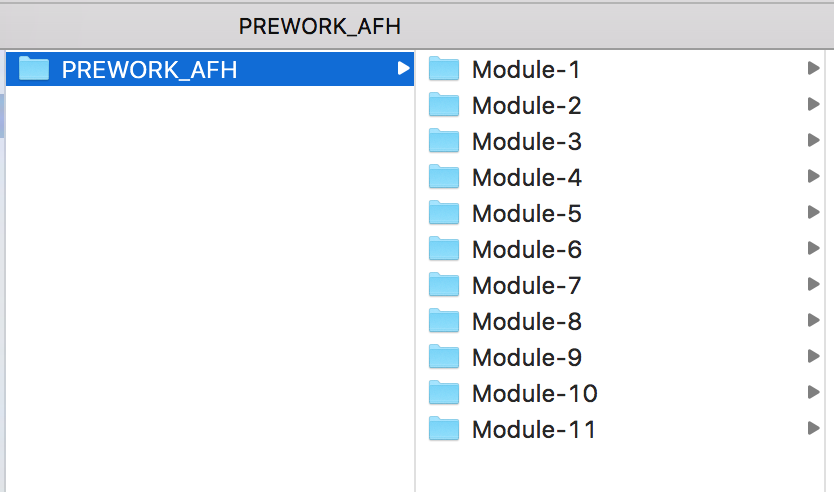 PREWORK_AFH
PREWORK_AFH
Module-1
Module-2
Module-3
Module-4
Module-5
Module-6
Module-7
Module-8
Module-9
Module-10
Module-11